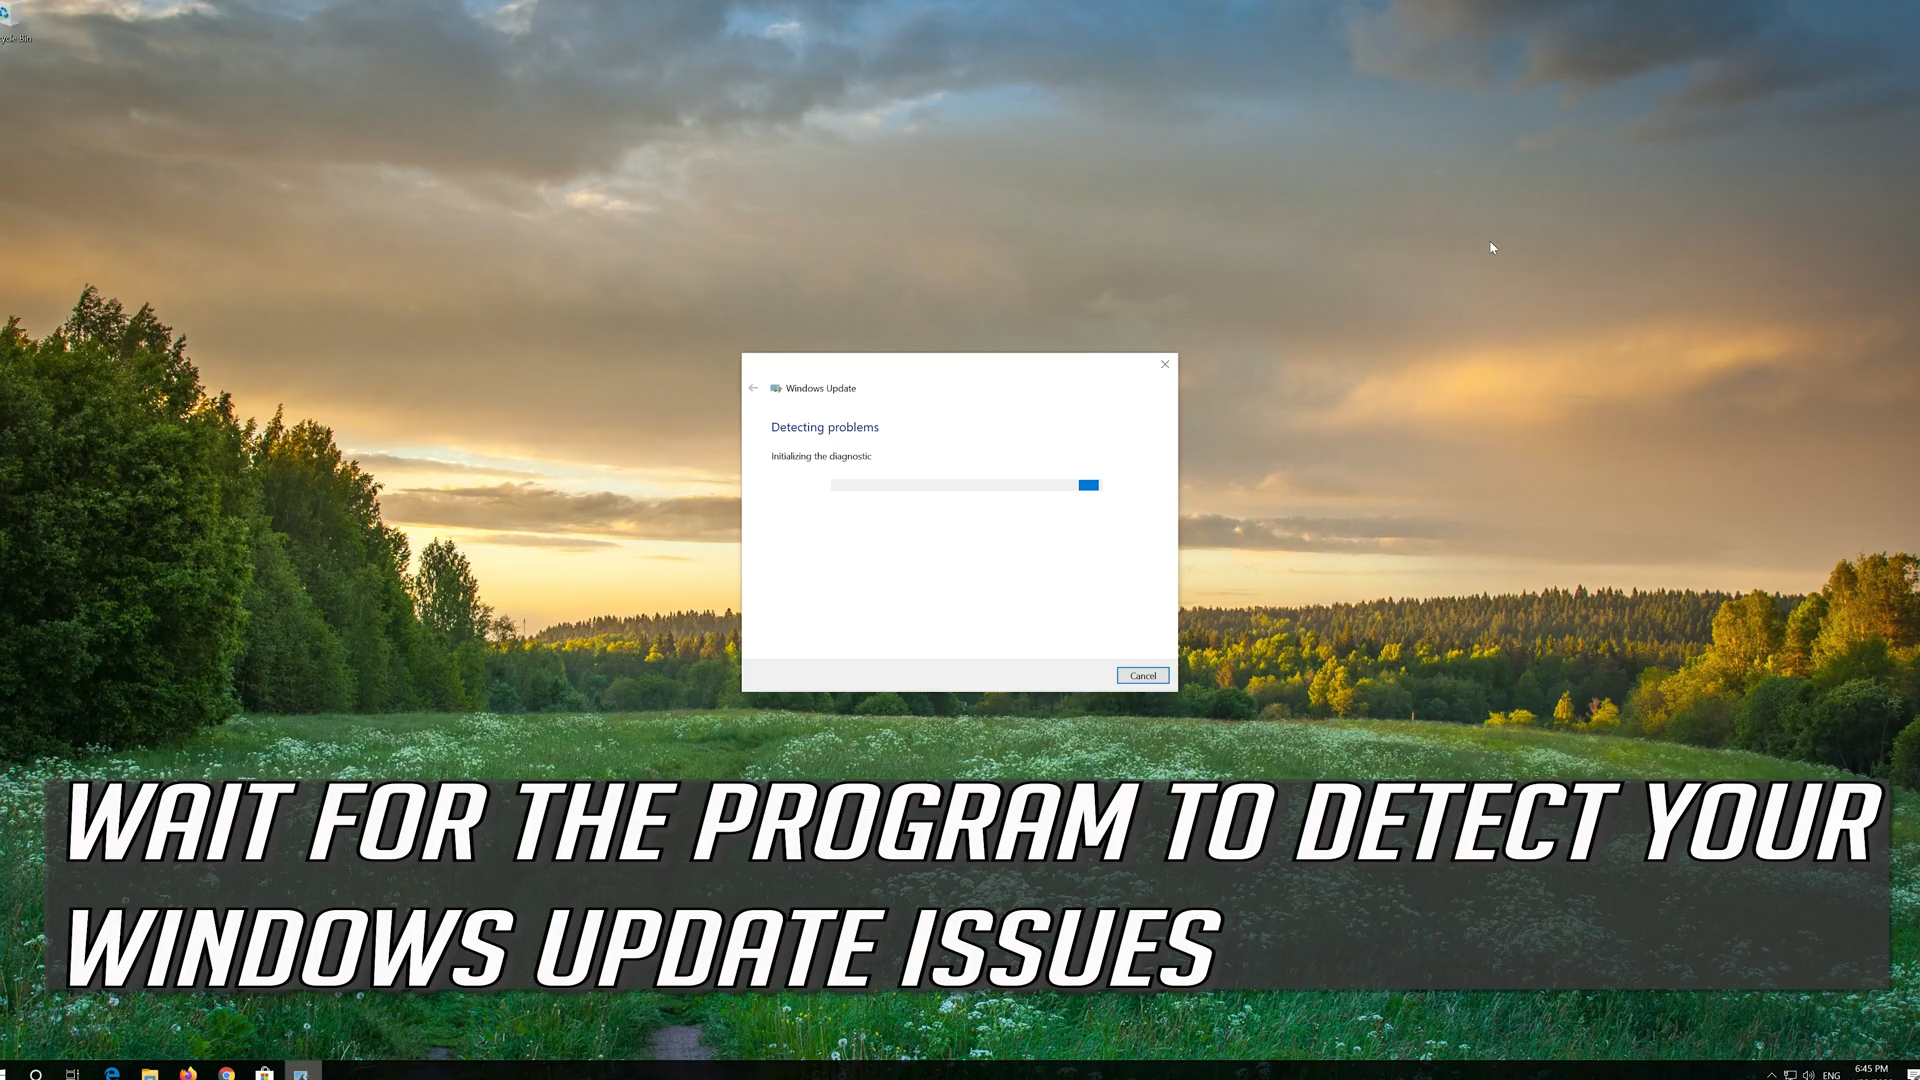 Windows Update
Detecting problems
Initializing the diagnostic
Cancel
WAIT FOR THE PROGRAM TO DETECT YOUR
WINDOWS UPDATE ISSUES
ENG
6:45 PM